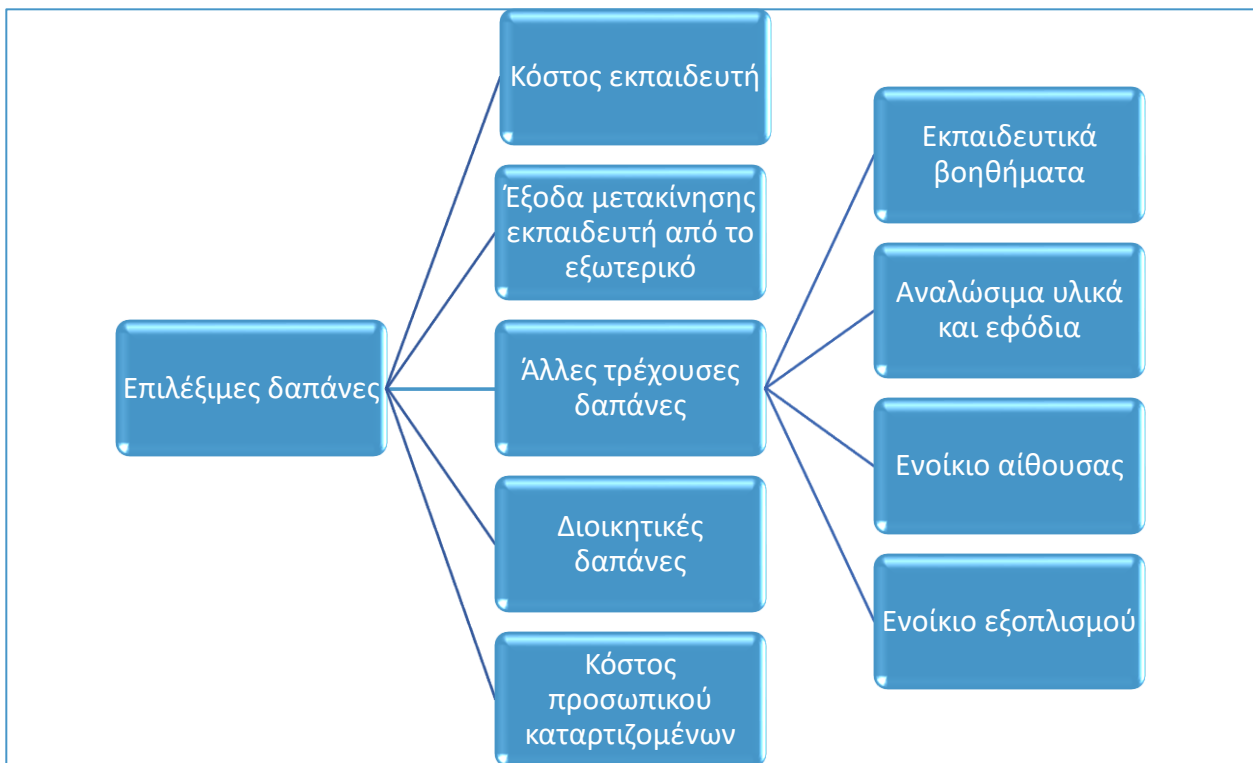 Επιλέξιμες δαπάνες
Κόστος εκπαιδευτή
Έξοδα μετακίνησης
εκπαιδευτή από το
εξωτερικό
Άλλες τρέχουσες
δαπάνες
Διοικητικές
δαπάνες
Κόστος
προσωπικού
καταρτιζομένων
Εκπαιδευτικά
βοηθήματα
Αναλώσιμα υλικά
και εφόδια
Ενοίκιο αίθουσας
Ενοίκιο εξοπλισμού